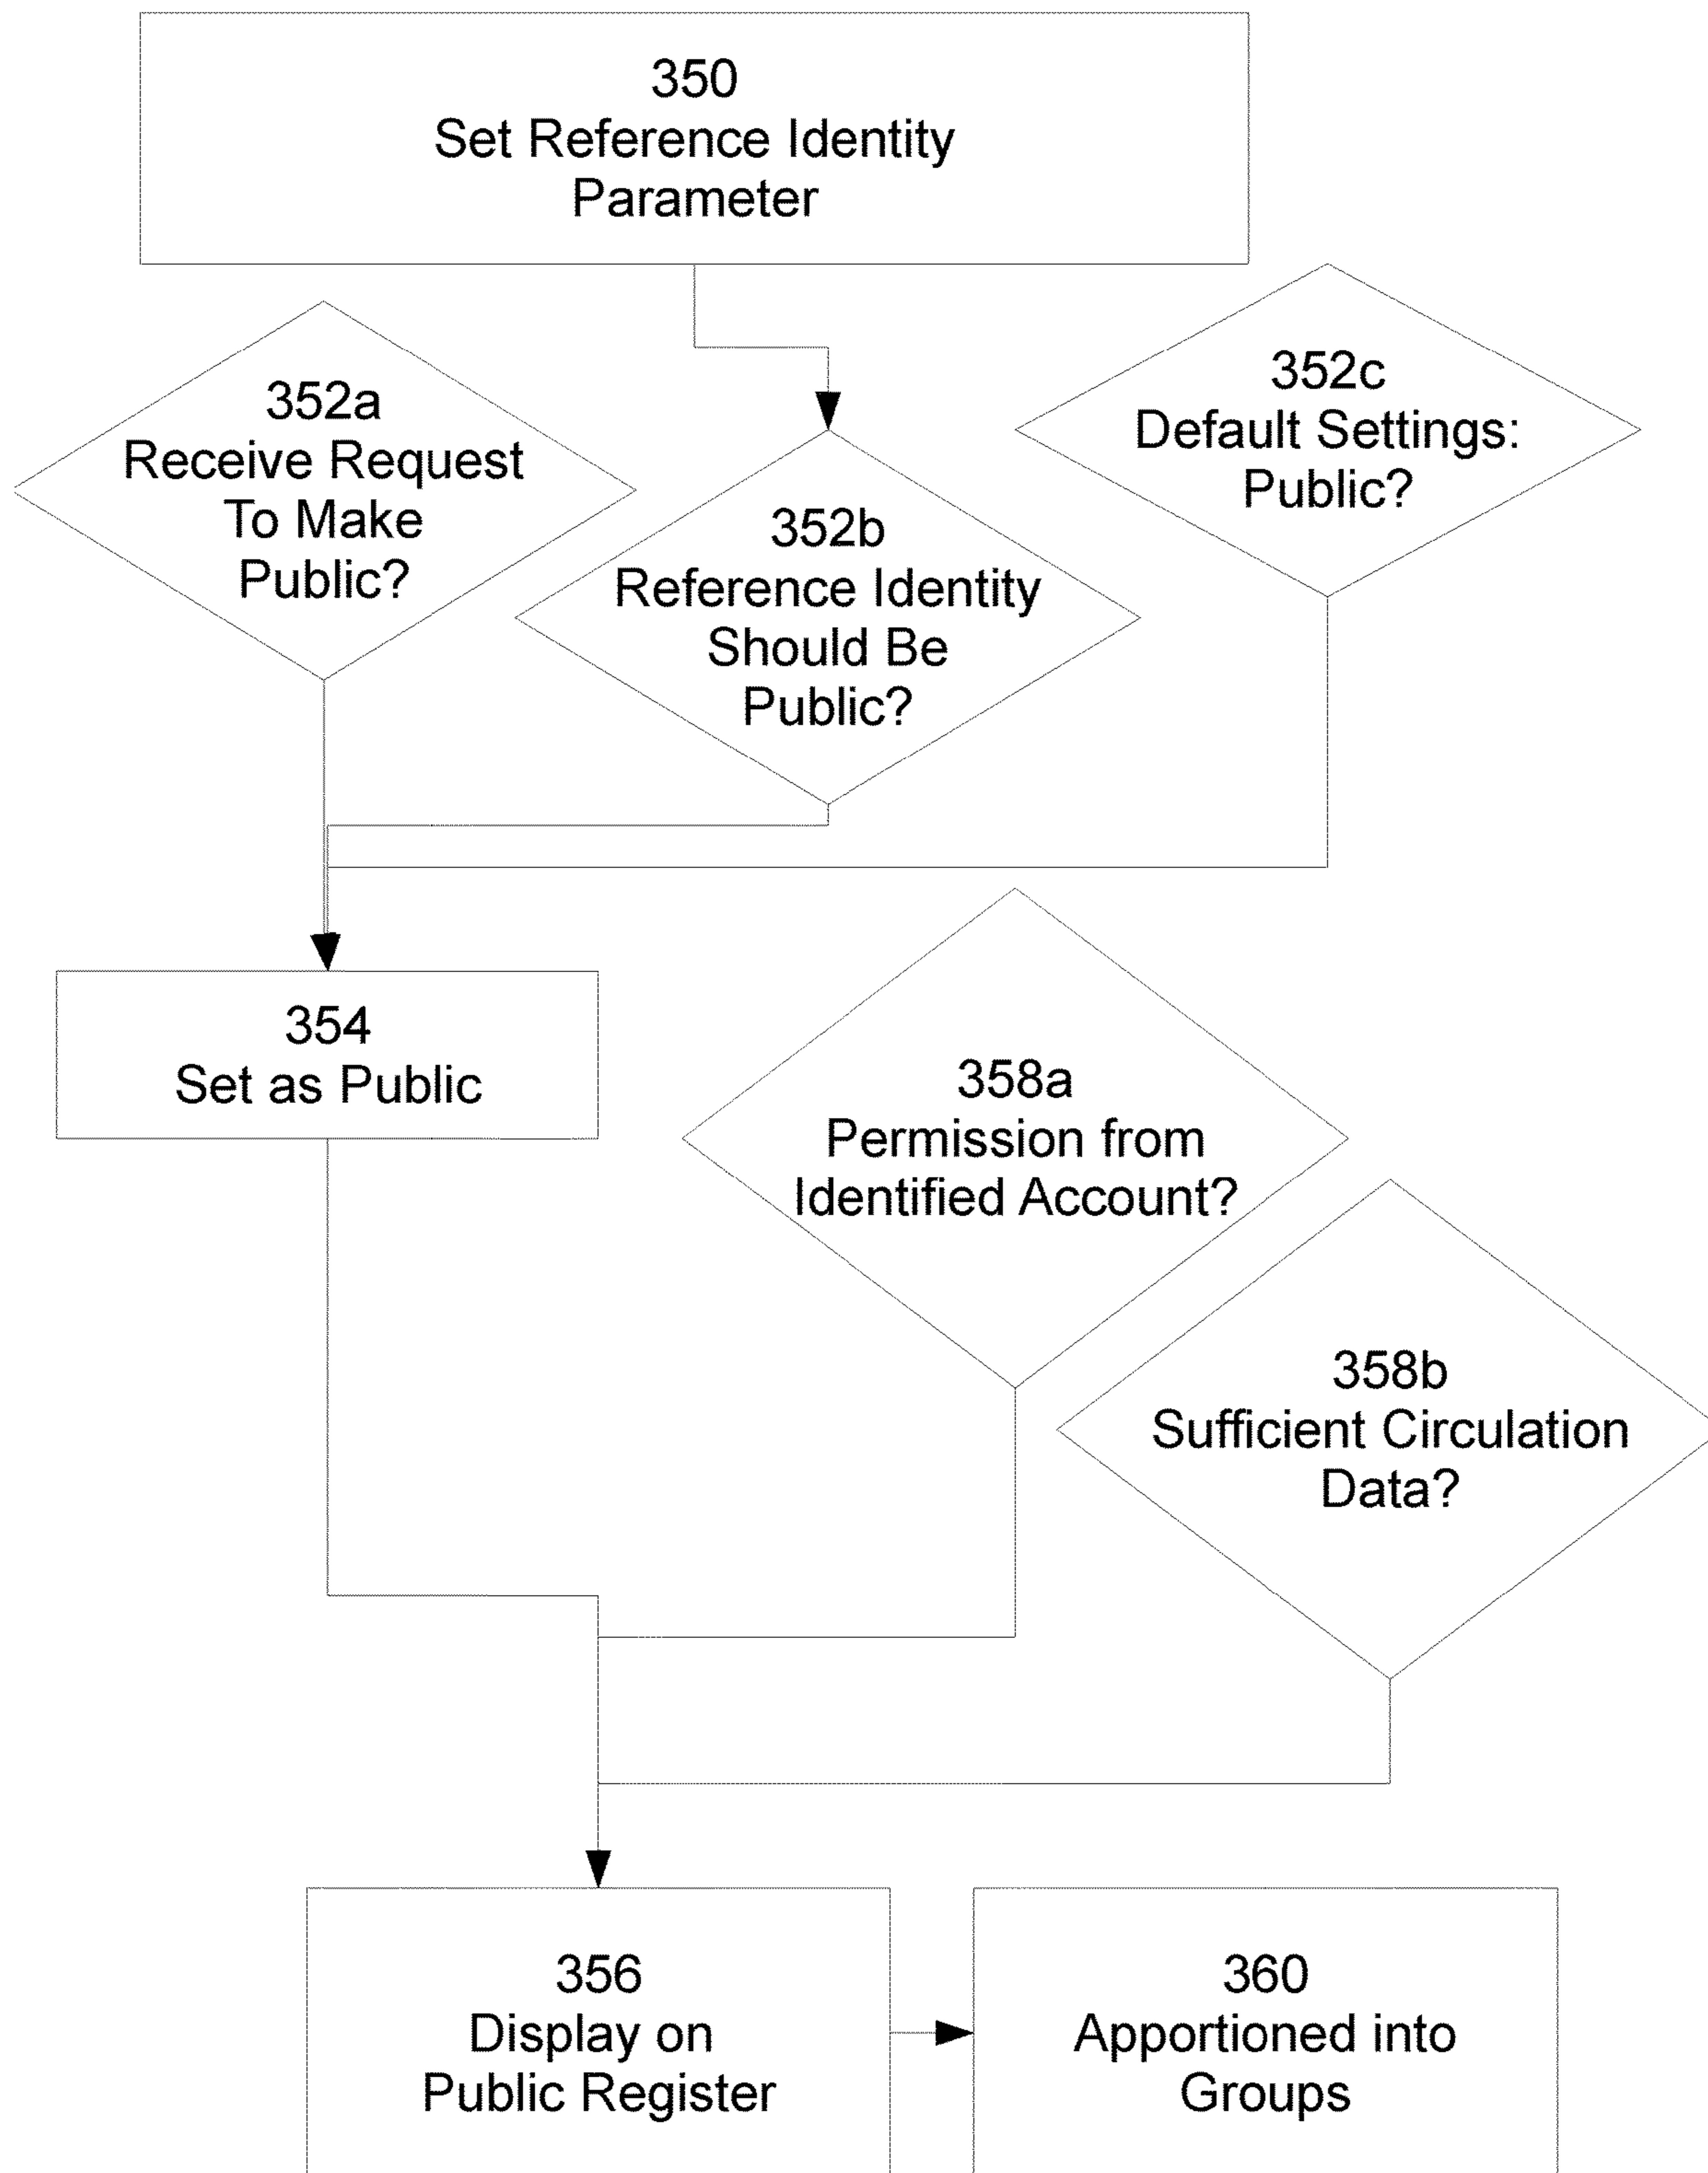 350
Set Reference Identity
Parameter
352a
Receive Request
To Make
Public?
352b
Reference Identity
Should Be
Public?
352c
Default Settings:
Public?
354
Set as Public
358a
Permission from
Identified Account?
358b
Sufficient Circulation
Data?
356
Display on
Public Register
360
Apportioned into
Groups